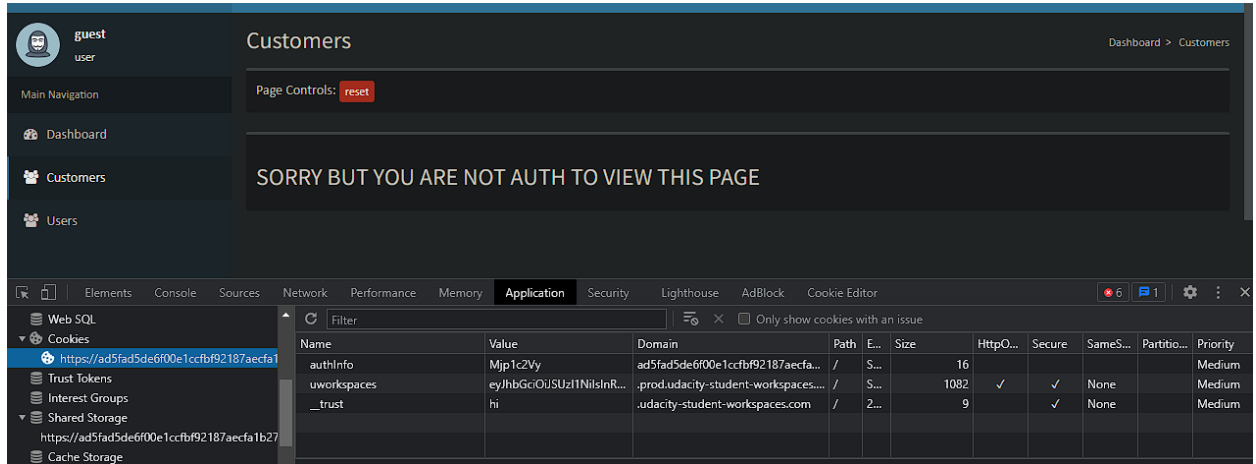 guest
user
Main Navigation
Dashboard
Customers
Users
Customers
Dashboard > Customers
Page Controls: reset
SORRY BUT YOU ARE NOT AUTH TO VIEW THIS PAGE
Elements Console Sources Network Performance Memory Application Security Lighthouse AdBlock Cookie Editor 6 1
Web SQL
Cookies
https://ad5fad5de6f00e1ccfbf92187aecfa1
Trust Tokens
Interest Groups
Shared Storage
https://ad5fad5de6f00e1ccfbf92187aecfa1b27
Cache Storage
Filter Only show cookies with an issue
Name Value Domain Path E... Size HttpO... Secure SameS... Partitio... Priority
authInfo Mjp1c2Vy ad5fad5de6f00e1ccfbf92187aecfa... / S... 16 Medium
uworkspaces eyJhbGciOiJSUzI1NiIsInR... .prod.udacity-student-workspaces.... / S... 1082 ✓ ✓ None Medium
__trust hi .udacity-student-workspaces.com / 2... 9 ✓ None Medium